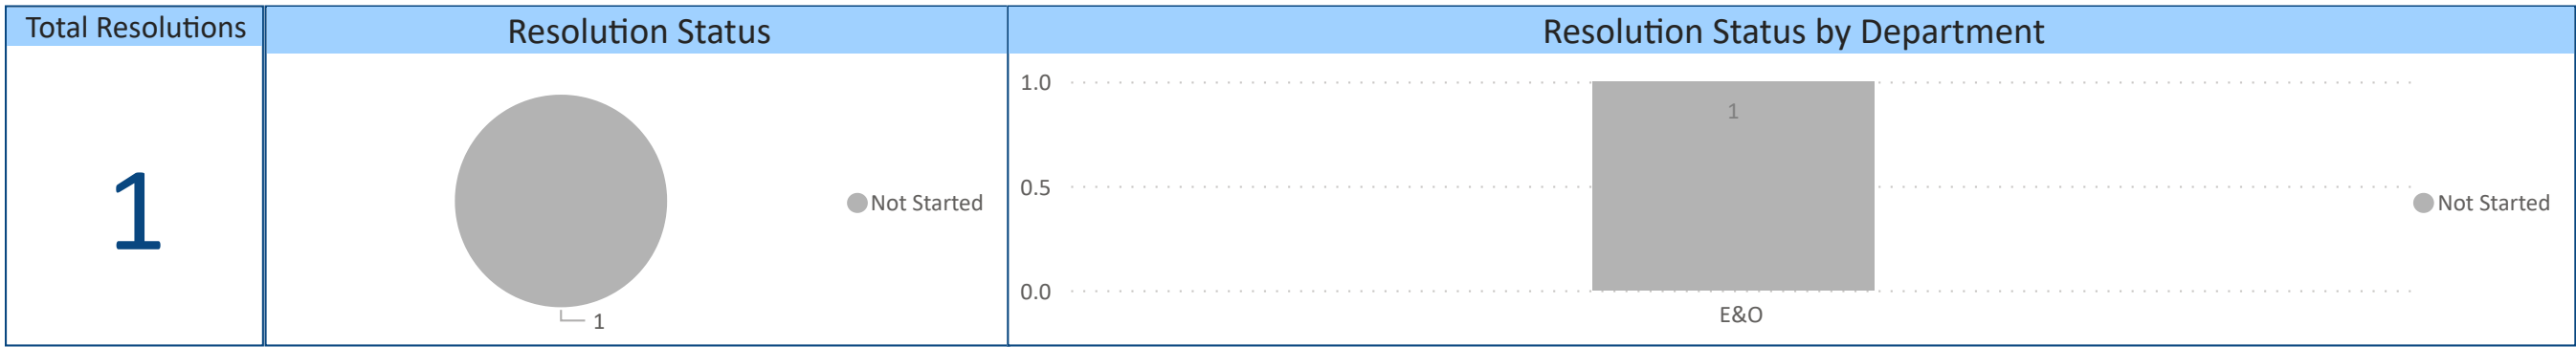 Total Resolutions
1
Resolution Status
1
Not Started
Resolution Status by Department
1.0
0.5
0.0
1
E&O
Not Started